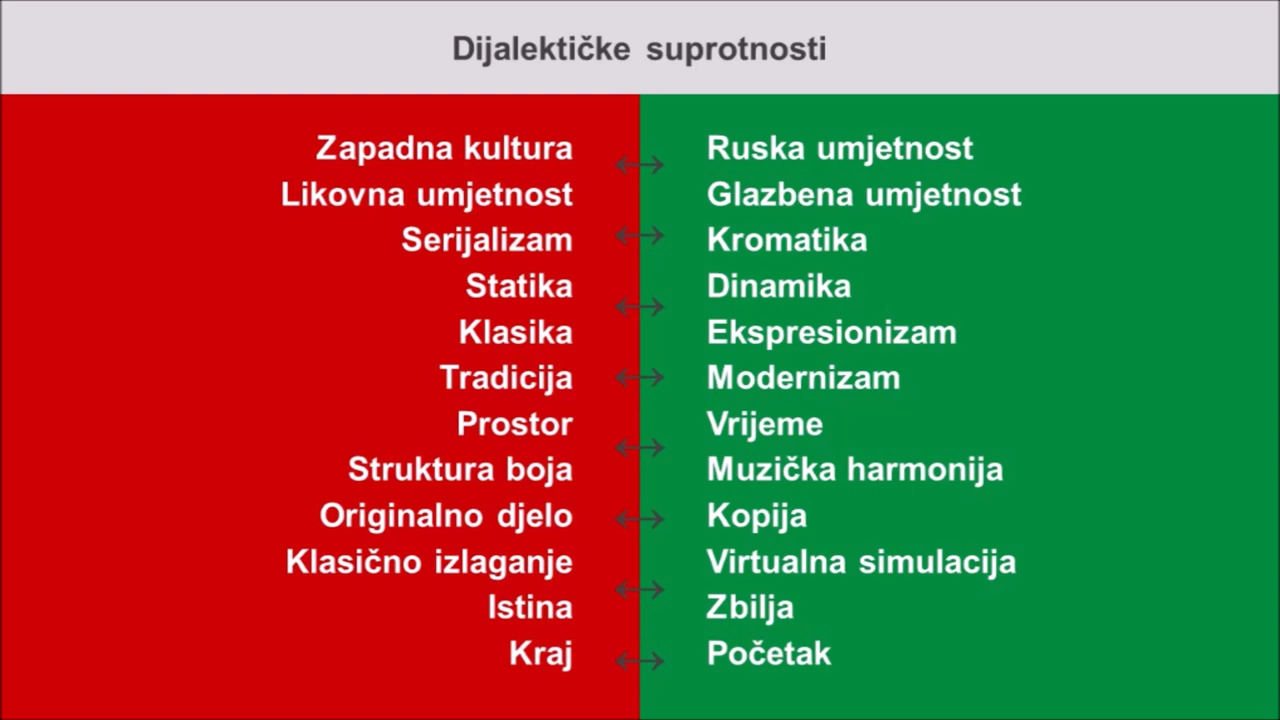 Dijalektičke suprotnosti
Zapadna kultura ↔ Ruska umjetnost
Likovna umjetnost Glazbena umjetnost
Serijalizam ↔ Kromatika
Statika ↔ Dinamika
Klasika Ekspresionizam
Tradicija ↔ Modernizam
Prostor ↔ Vrijeme
Struktura boja Muzička harmonija
Originalno djelo ↔ Kopija
Klasično izlaganje ↔ Virtualna simulacija
Istina Zbilja
Kraj ↔ Početak